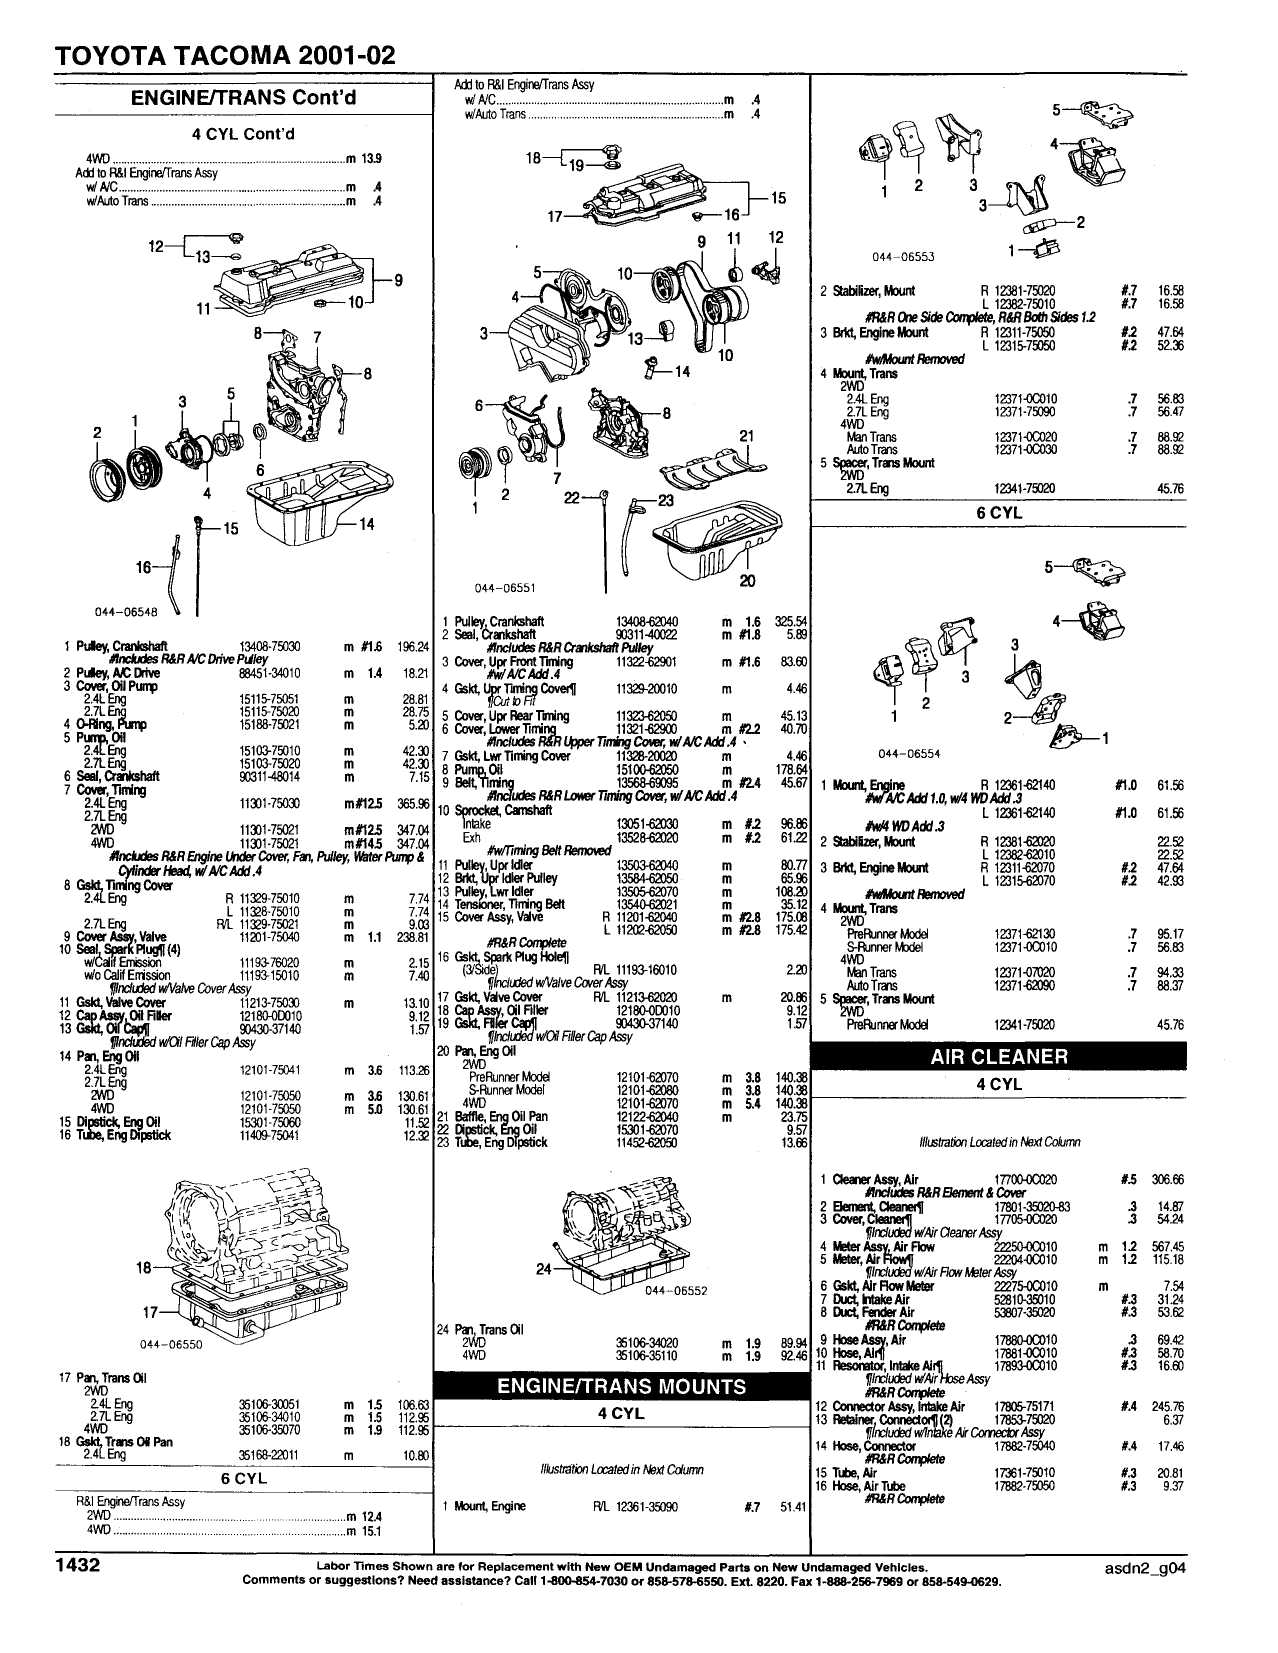 TOYOTA TACOMA 2001-02
ENGINE/TRANS Cont'd
4 CYL Cont'd
4WD m 13.9
Add to R&I Engine/Trans Assy
w/ A/C m .4
w/Auto Trans m .4
12
13
9
10
11
8
7
8
5
3
1
2
6
4
14
15
16
044-06548
1 Pulley, Crankshaft 13408-75030 m #1.6 196.24
#Includes R&R A/C Drive Pulley
2 Pulley, A/C Drive 88451-34010 m 1.4 18.21
3 Cover, Oil Pump
2.4L Eng 15115-75051 m 28.81
2.7L Eng 15115-75020 m 28.75
4 O-Ring, Pump 15188-75021 m 5.20
5 Pump, Oil
2.4L Eng 15103-75010 m 42.30
2.7L Eng 15103-75020 m 42.30
6 Seal, Crankshaft 90311-48014 m 7.15
7 Cover, Timing
2.4L Eng 11301-75030 m #12.5 365.96
2.7L Eng
2WD 11301-75021 m #12.5 347.04
4WD 11301-75021 m #14.5 347.04
#Includes R&R Engine Under Cover, Fan, Pulley, Water Pump &
Cylinder Head, w/ A/C Add .4
8 Gskt, Timing Cover
2.4L Eng R 11329-75010 m 7.74
L 11328-75010 m 7.74
2.7L Eng R/L 11329-75021 m 9.03
9 Cover Assy, Valve 11201-75040 m 1.1 238.81
10 Seal, Spark Plug¶ (4)
w/Calif Emission 11193-76020 m 2.15
w/o Calif Emission 11193-15010 m 7.40
¶Included w/Valve Cover Assy
11 Gskt, Valve Cover 11213-75030 m 13.10
12 Cap Assy, Oil Filler 12180-0D010 9.12
13 Gskt, Oil Cap¶ 90430-37140 1.57
¶Included w/Oil Filler Cap Assy
14 Pan, Eng Oil
2.4L Eng 12101-75041 m 3.6 113.26
2.7L Eng
2WD 12101-75050 m 3.6 130.61
4WD 12101-75050 m 5.0 130.61
15 Dipstick, Eng Oil 15301-75060 11.52
16 Tube, Eng Dipstick 11409-75041 12.32
18
17
044-06550
17 Pan, Trans Oil
2WD
2.4L Eng 35106-30051 m 1.5 106.63
2.7L Eng 35106-34010 m 1.5 112.95
4WD 35106-35070 m 1.9 112.95
18 Gskt, Trans Oil Pan
2.4L Eng 35168-22011 m 10.80
6 CYL
R&I Engine/Trans Assy
2WD m 12.4
4WD m 15.1
Add to R&I Engine/Trans Assy
w/ A/C m .4
w/Auto Trans m .4
18
19
15
17
16
9 11 12
5
10
4
3
13
10
14
6
8
21
7
1
2
22
23
20
044-06551
1 Pulley, Crankshaft 13408-62040 m 1.6 325.54
2 Seal, Crankshaft 90311-40022 m #1.8 5.89
#Includes R&R Crankshaft Pulley
3 Cover, Upr Front Timing 11322-62901 m #1.6 83.60
#w/ A/C Add .4
4 Gskt, Upr Timing Cover¶ 11329-20010 m 4.46
¶Cut to Fit
5 Cover, Upr Rear Timing 11323-62050 m 45.13
6 Cover, Lower Timing 11321-62900 m #2.2 40.70
#Includes R&R Upper Timing Cover, w/ A/C Add .4
7 Gskt, Lwr Timing Cover 11328-20020 m 4.46
8 Pump, Oil 15100-62050 m 178.64
9 Belt, Timing 13568-69095 m #2.4 45.67
#Includes R&R Lower Timing Cover, w/ A/C Add .4
10 Sprocket, Camshaft
Intake 13051-62030 m #.2 96.86
Exh 13528-62020 m #.2 61.22
#w/Timing Belt Removed
11 Pulley, Upr Idler 13503-62040 m 80.77
12 Brkt, Upr Idler Pulley 13584-62050 m 65.96
13 Pulley, Lwr Idler 13505-62070 m 108.20
14 Tensioner, Timing Belt 13540-62021 m 35.12
15 Cover Assy, Valve R 11201-62040 m #2.8 175.08
L 11202-62050 m #2.8 175.42
#R&R Complete
16 Gskt, Spark Plug Hole¶
(3/Side) R/L 11193-16010 2.20
¶Included w/Valve Cover Assy
17 Gskt, Valve Cover R/L 11213-62020 m 20.86
18 Cap Assy, Oil Filler 12180-0D010 9.12
19 Gskt, Filler Cap¶ 90430-37140 1.57
¶Included w/Oil Filler Cap Assy
20 Pan, Eng Oil
2WD
PreRunner Model 12101-62070 m 3.8 140.38
S-Runner Model 12101-62080 m 3.8 140.38
4WD 12101-62070 m 5.4 140.38
21 Baffle, Eng Oil Pan 12122-62040 m 23.75
22 Dipstick, Eng Oil 15301-62070 9.57
23 Tube, Eng Dipstick 11452-62050 13.66
24
044-06552
24 Pan, Trans Oil
2WD 35106-34020 m 1.9 89.94
4WD 35106-35110 m 1.9 92.46
ENGINE/TRANS MOUNTS
4 CYL
Illustration Located in Next Column
1 Mount, Engine R/L 12361-35090 #.7 51.41
5
4
1 2 3
3
2
1
044-06553
2 Stabilizer, Mount R 12381-75020 #.7 16.58
L 12382-75010 #.7 16.58
#R&R One Side Complete, R&R Both Sides 1.2
3 Brkt, Engine Mount R 12311-75050 #.2 47.64
L 12315-75050 #.2 52.36
#w/Mount Removed
4 Mount, Trans
2WD
2.4L Eng 12371-0C010 .7 56.83
2.7L Eng 12371-75090 .7 56.47
4WD
Man Trans 12371-0C020 .7 88.92
Auto Trans 12371-0C030 .7 88.92
5 Spacer, Trans Mount
2WD
2.7L Eng 12341-75020 45.76
6 CYL
5
4
3
3
2
1
2
1
044-06554
1 Mount, Engine R 12361-62140 #1.0 61.56
#w/ A/C Add 1.0, w/4 WD Add .3
L 12361-62140 #1.0 61.56
#w/4 WD Add .3
2 Stabilizer, Mount R 12381-62020 22.52
L 12382-62010 22.52
3 Brkt, Engine Mount R 12311-62070 #.2 47.64
L 12315-62070 #.2 42.93
#w/Mount Removed
4 Mount, Trans
2WD
PreRunner Model 12371-62130 .7 95.17
S-Runner Model 12371-0C010 .7 56.83
4WD
Man Trans 12371-07020 .7 94.33
Auto Trans 12371-62090 .7 88.37
5 Spacer, Trans Mount
2WD
PreRunner Model 12341-75020 45.76
AIR CLEANER
4 CYL
Illustration Located in Next Column
1 Cleaner Assy, Air 17700-0C020 #.5 306.66
#Includes R&R Element & Cover
2 Element, Cleaner¶ 17801-35020-83 .3 14.87
3 Cover, Cleaner¶ 17705-0C020 .3 54.24
¶Included w/Air Cleaner Assy
4 Meter Assy, Air Flow 22250-0C010 m 1.2 567.45
5 Meter, Air Flow¶ 22204-0C010 m 1.2 115.18
¶Included w/Air Flow Meter Assy
6 Gskt, Air Flow Meter 22275-0C010 m 7.54
7 Duct, Intake Air 52810-35010 #.3 31.24
8 Duct, Fender Air 53807-35020 #.3 53.62
#R&R Complete
9 Hose Assy, Air 17880-0C010 .3 69.42
10 Hose, Air¶ 17881-0C010 #.3 58.70
11 Resonator, Intake Air¶ 17893-0C010 #.3 16.60
¶Included w/Air Hose Assy
#R&R Complete
12 Connector Assy, Intake Air 17805-75171 #.4 245.76
13 Retainer, Connector¶ (2) 17853-75020 6.37
¶Included w/Intake Air Connector Assy
14 Hose, Connector 17882-75040 #.4 17.46
#R&R Complete
15 Tube, Air 17361-75010 #.3 20.81
16 Hose, Air Tube 17882-75050 #.3 9.37
#R&R Complete
1432
Labor Times Shown are for Replacement with New OEM Undamaged Parts on New Undamaged Vehicles.
Comments or suggestions? Need assistance? Call 1-800-854-7030 or 858-578-6550. Ext. 8220. Fax 1-888-256-7969 or 858-549-0629.
asdn2_g04